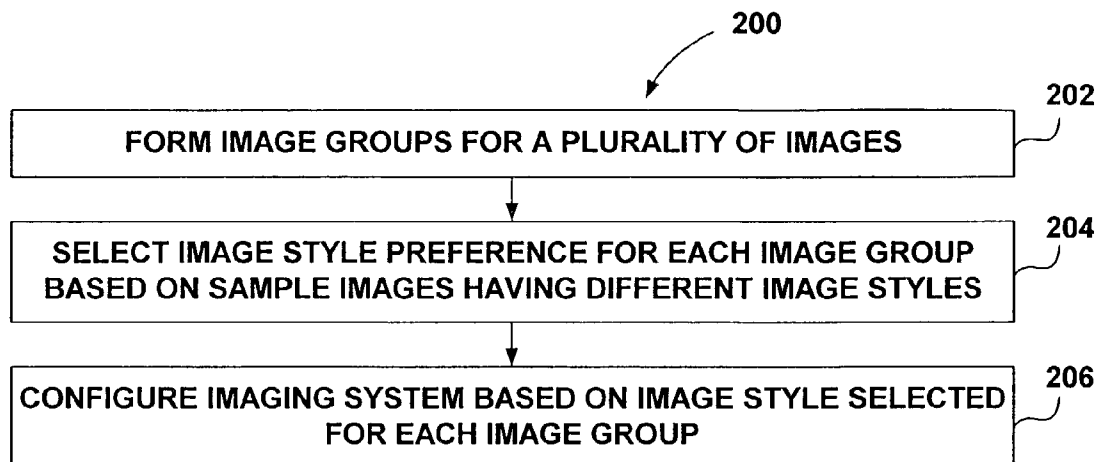 200
202
FORM IMAGE GROUPS FOR A PLURALITY OF IMAGES
204
SELECT IMAGE STYLE PREFERENCE FOR EACH IMAGE GROUP
BASED ON SAMPLE IMAGES HAVING DIFFERENT IMAGE STYLES
206
CONFIGURE IMAGING SYSTEM BASED ON IMAGE STYLE SELECTED
FOR EACH IMAGE GROUP